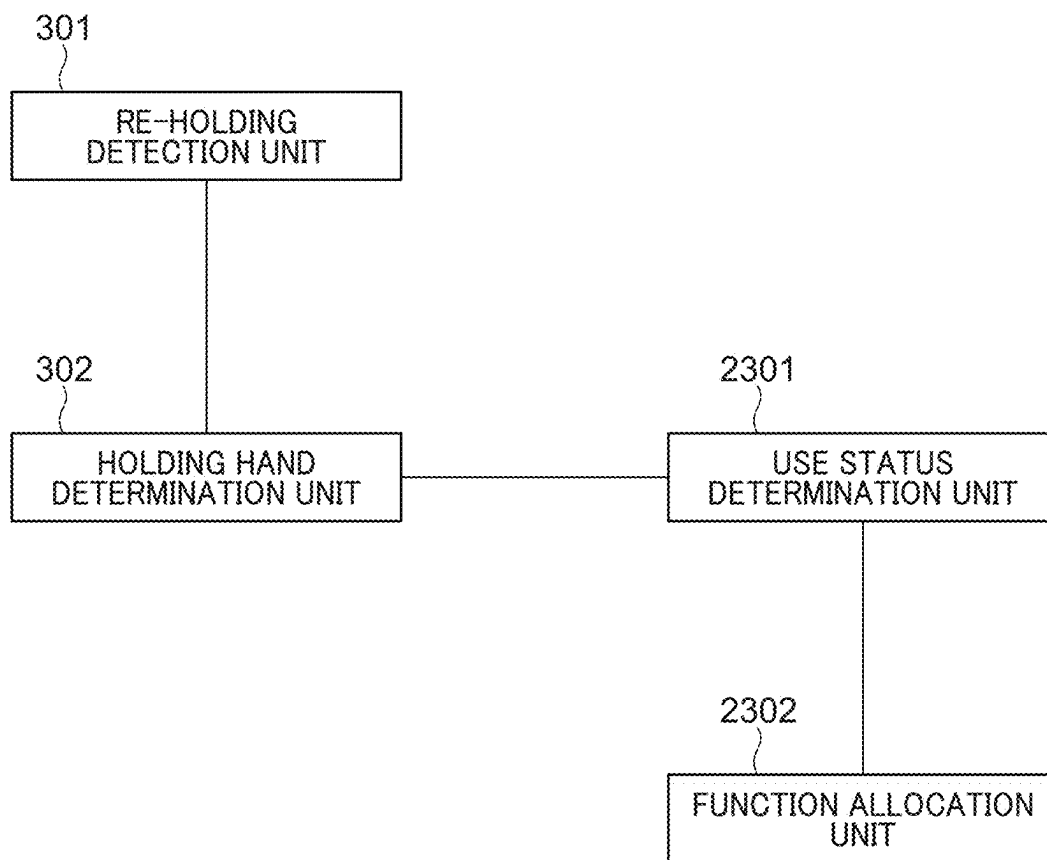 301
RE-HOLDING
DETECTION UNIT
302
HOLDING HAND
DETERMINATION UNIT
2301
USE STATUS
DETERMINATION UNIT
2302
FUNCTION ALLOCATION
UNIT